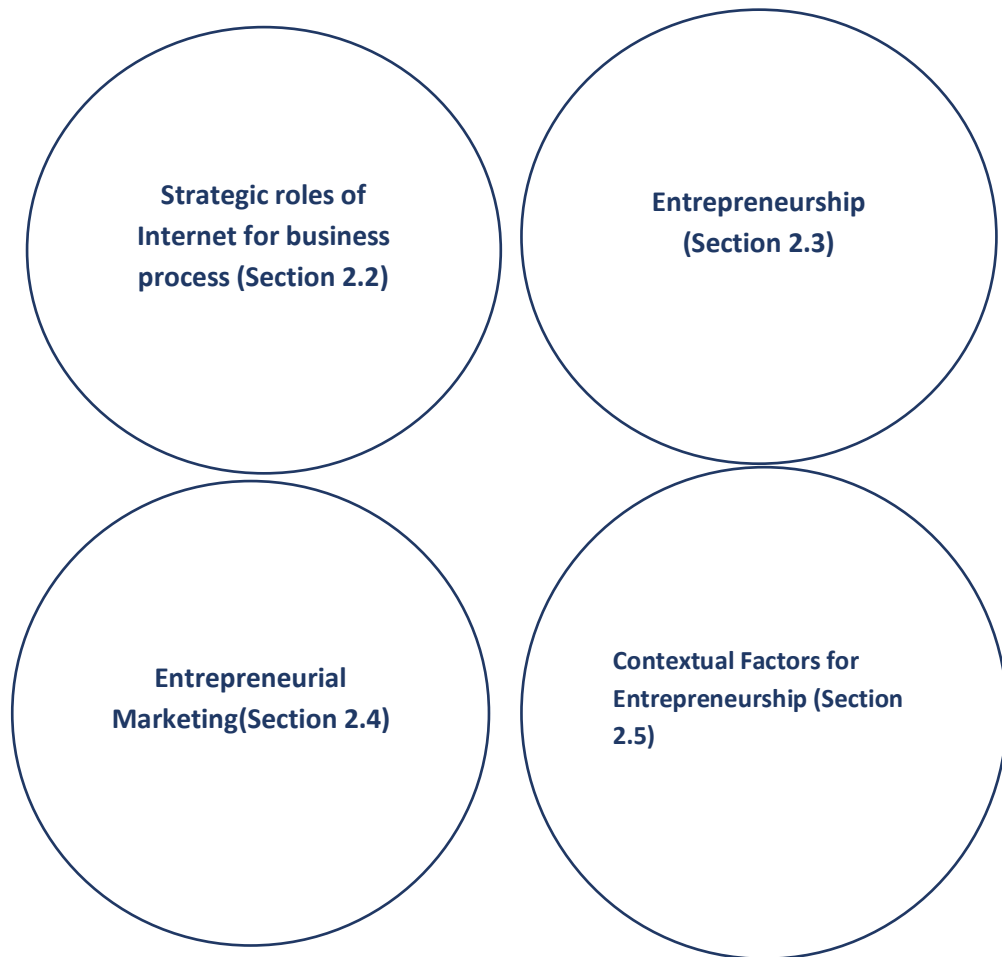 Strategic roles of
Internet for business
process (Section 2.2)
Entrepreneurship
(Section 2.3)
Entrepreneurial
Marketing(Section 2.4)
Contextual Factors for
Entrepreneurship (Section
2.5)